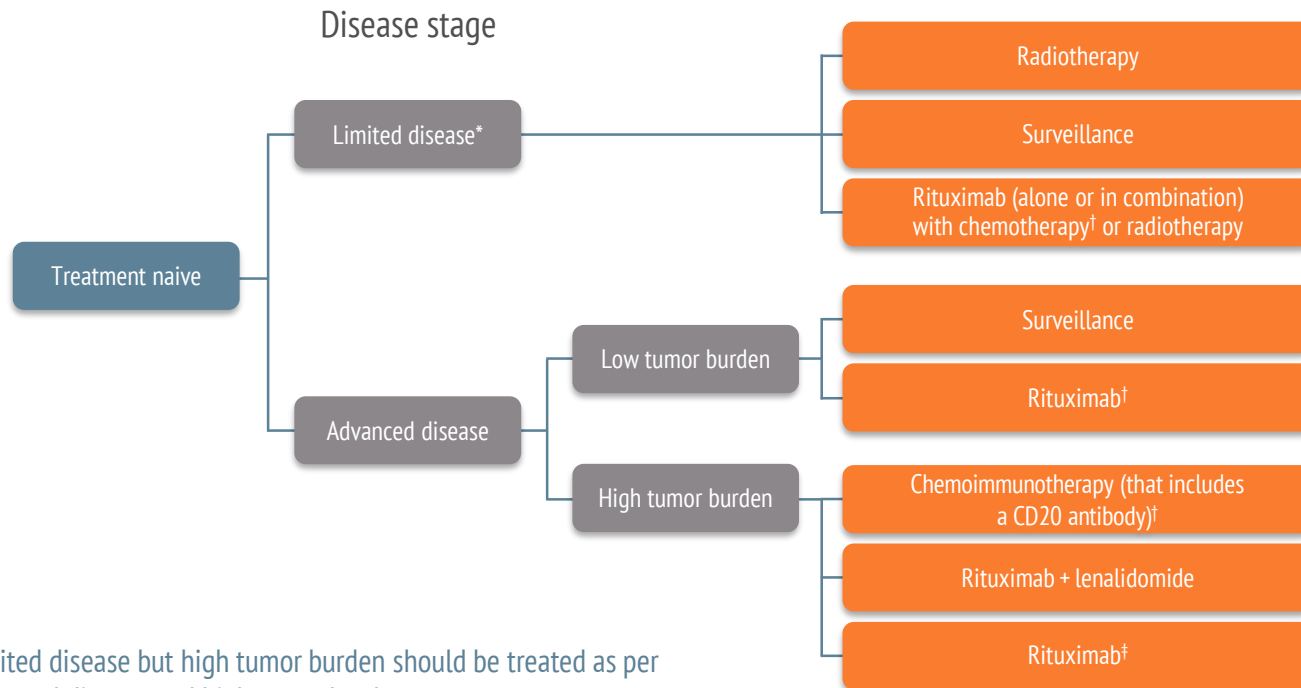 Disease stage
Radiotherapy
Limited disease*
Surveillance
Rituximab (alone or in combination)
with chemotherapy† or radiotherapy
Treatment naive
Surveillance
Low tumor burden
Rituximab†
Advanced disease
High tumor burden
Chemoimmunotherapy (that includes
a CD20 antibody)†
Rituximab + lenalidomide
Rituximab‡
ited disease but high tumor burden should be treated as per